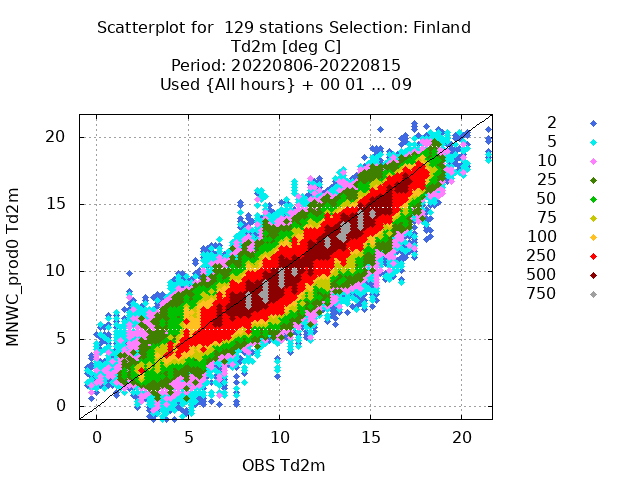 Scatterplot for  129 stations Selection: Finland
Td2m [deg C]
Period: 20220806-20220815
Used {All hours} + 00 01 ... 09
MNWC_prod0 Td2m
20
15
10
5
0
0 5 10 15 20
OBS Td2m
2
5
10
25
50
75
100
250
500
750